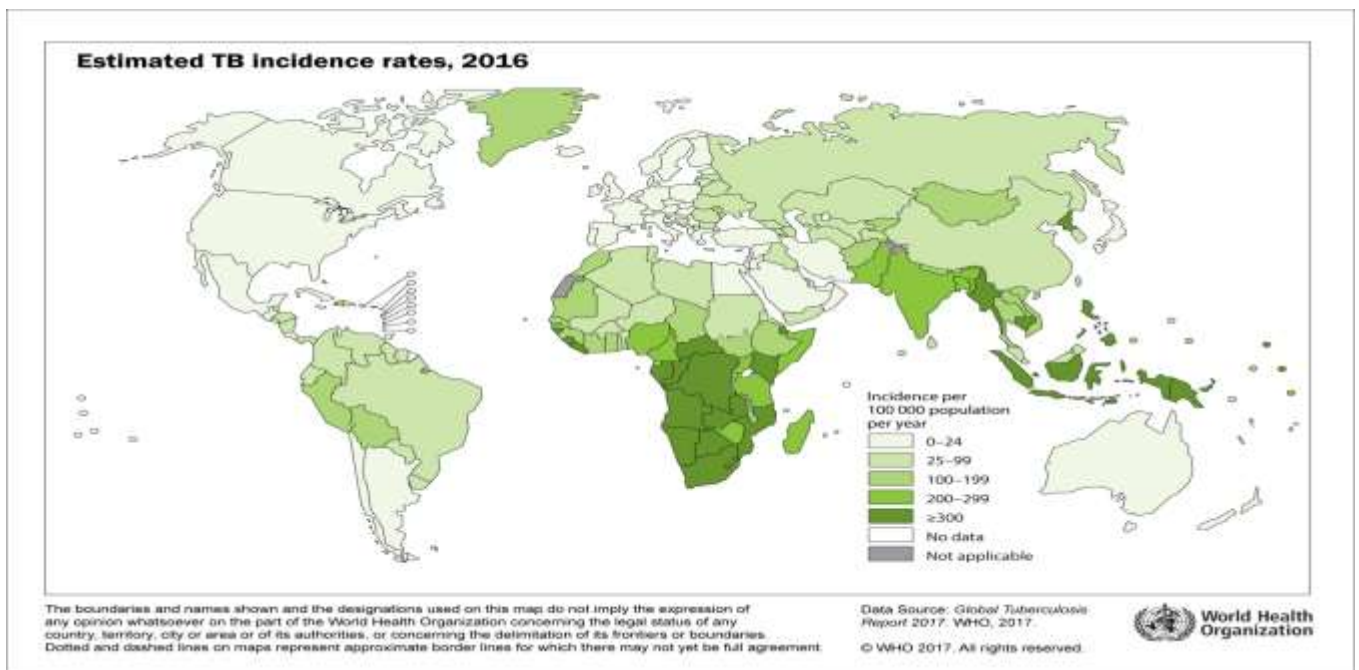 Estimated TB incidence rates, 2016
Incidence per
100 000 population
per year
0–24
25–99
100–199
200–299
≥300
No data
Not applicable
The boundaries and names shown and the designations used on this map do not imply the expression of
any opinion whatsoever on the part of the World Health Organization concerning the legal status of any
country, territory, city or area or of its authorities, or concerning the delimitation of its frontiers or boundaries.
Dotted and dashed lines on maps represent approximate border lines for which there may not yet be full agreement.
Data Source: Global Tuberculosis
Report 2017. WHO, 2017.
© WHO 2017. All rights reserved.
World Health
Organization